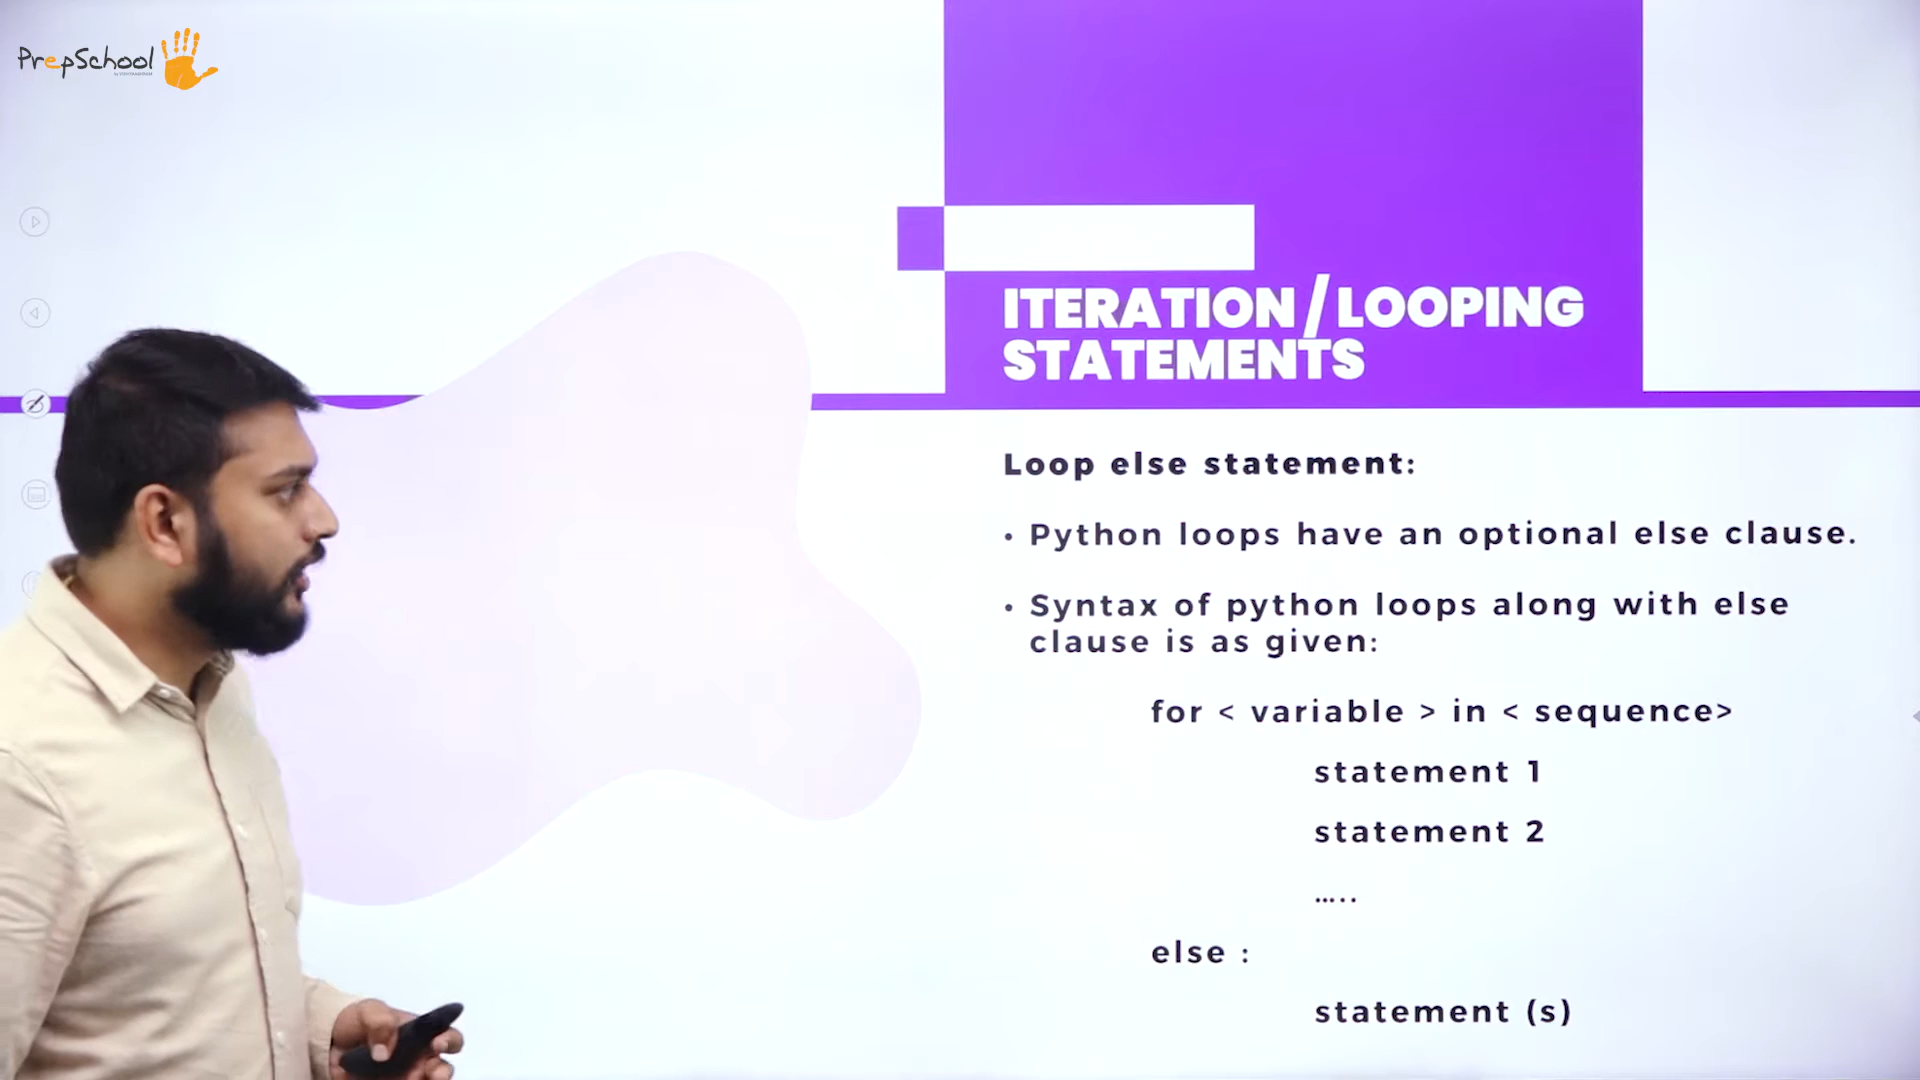 PrepSchool
ITERATION/LOOPING
STATEMENTS
Loop else statement:
• Python loops have an optional else clause.
• Syntax of python loops along with else
clause is as given:
for < variable > in < sequence>
statement 1
statement 2
.....
else :
statement (s)